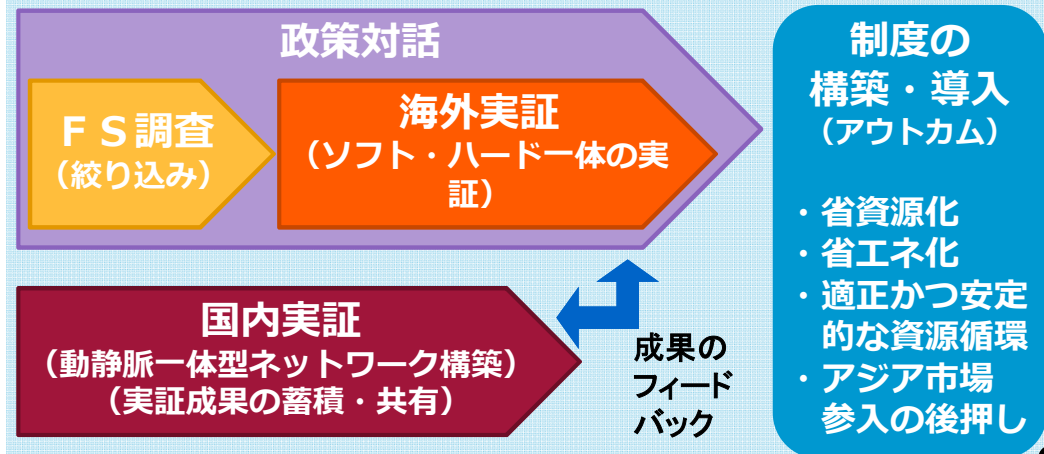 政策対話
ＦＳ調査
（絞り込み）
海外実証
（ソフト・ハード一体の実
証）
国内実証
（動静脈一体型ネットワーク構築）
（実証成果の蓄積・共有）
成果の
フィード
バック
制度の
構築・導入
（アウトカム）
・省資源化
・省エネ化
・適正かつ安定
的な資源循環
・アジア市場
参入の後押し